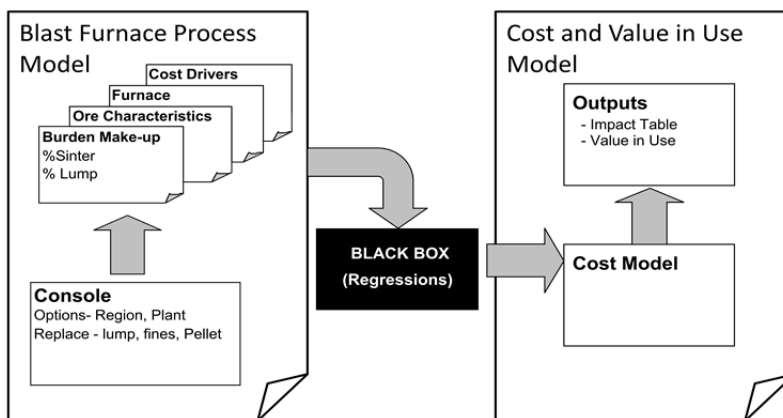 Blast Furnace Process
Model
Cost Drivers
Furnace
Ore Characteristics
Burden Make-up
%Sinter
% Lump
Console
Options- Region, Plant
Replace - lump, fines, Pellet
BLACK BOX
(Regressions)
Cost and Value in Use
Model
Outputs
- Impact Table
- Value in Use
Cost Model